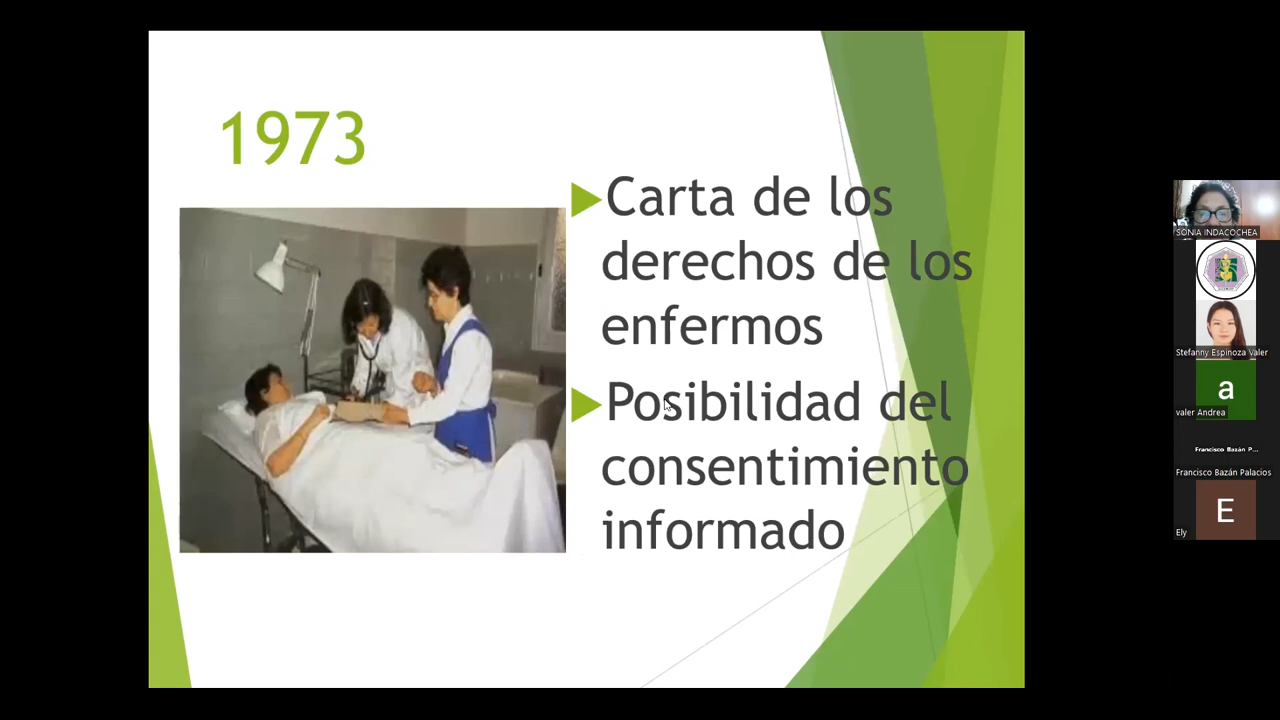 1973
Carta de los
derechos de los
enfermos
Posibilidad del
consentimiento
informado
SONIA INDACOCHEA
Stefanny Espinoza Valer
a
valer Andrea
Francisco Bazán P...
Francisco Bazán Palacios
E
Ely